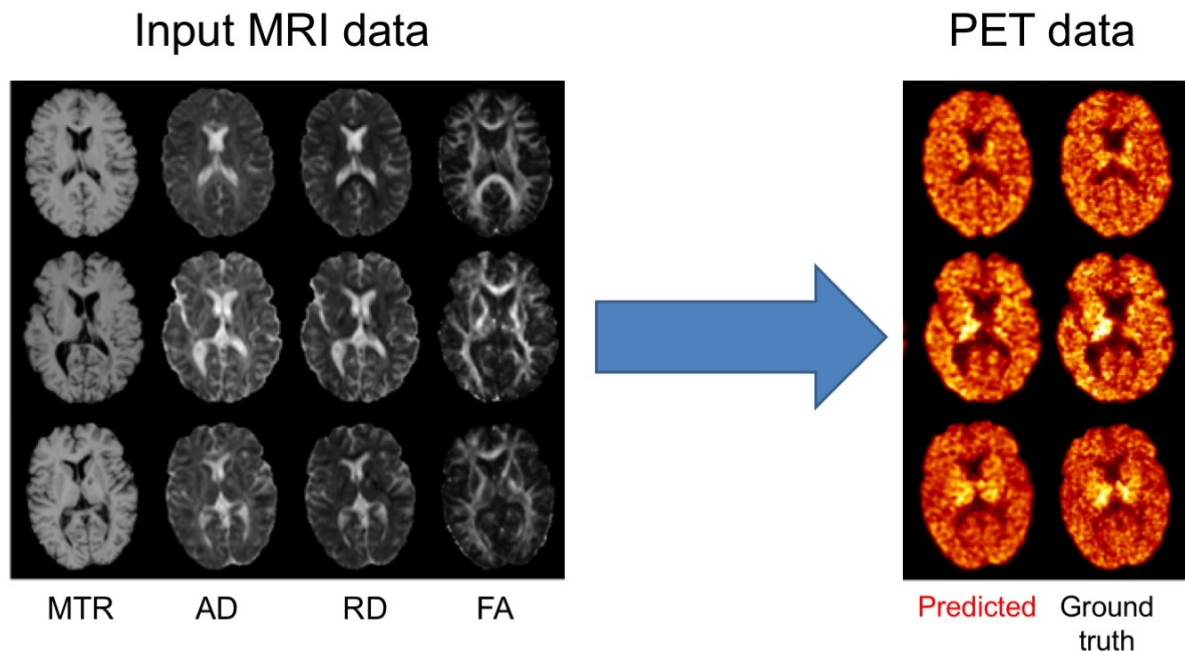 Input MRI data
PET data
MTR
AD
RD
FA
Predicted
Ground
truth